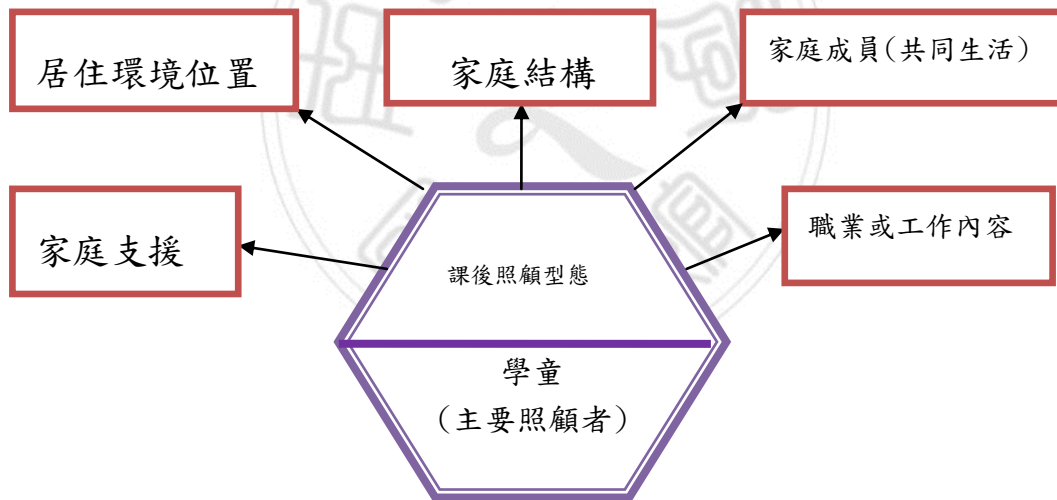 居住環境位置
家庭結構
家庭成員(共同生活)
家庭支援
職業或工作內容
課後照顧型態
學童
(主要照顧者)